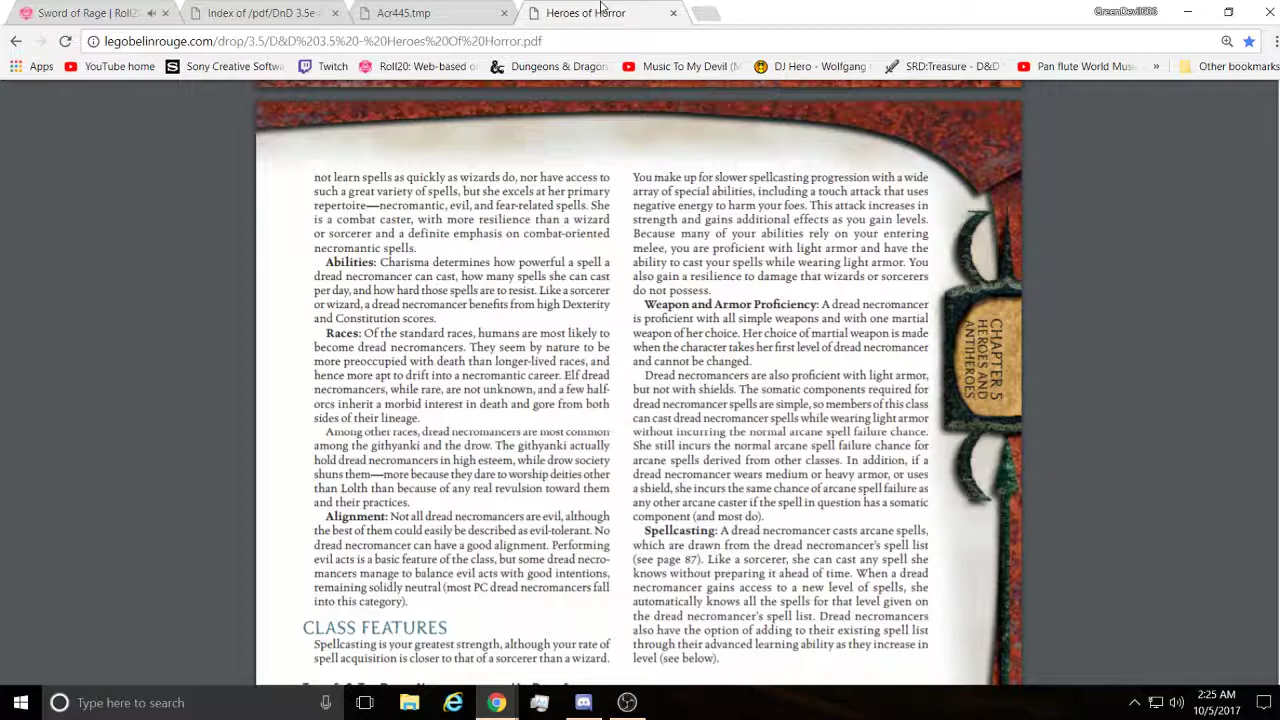 Sword of Rage | Roll2
Index of /pdf/DnD 3.5e
Acr445.tmp
Heroes of Horror
GreenDevil686
legobelinrouge.com/drop/3.5/D&D%203.5%20-%20Heroes%20Of%20Horror.pdf
Apps
YouTube home
Sony Creative Softwa
Twitch
Roll20: Web-based o
Dungeons & Dragon
Music To My Devil (M
DJ Hero - Wolfgang
SRD:Treasure - D&D
Pan flute World Mus
»
Other bookmarks
not learn spells as quickly as wizards do, nor have access to
such a great variety of spells, but she excels at her primary
repertoire—necromantic, evil, and fear-related spells. She
is a combat caster, with more resilience than a wizard
or sorcerer and a definite emphasis on combat-oriented
necromantic spells.
Abilities: Charisma determines how powerful a spell a
dread necromancer can cast, how many spells she can cast
per day, and how hard those spells are to resist. Like a sorcerer
or wizard, a dread necromancer benefits from high Dexterity
and Constitution scores.
Races: Of the standard races, humans are most likely to
become dread necromancers. They seem by nature to be
more preoccupied with death than longer-lived races, and
hence more apt to drift into a necromantic career. Elf dread
necromancers, while rare, are not unknown, and a few half-
orcs inherit a morbid interest in death and gore from both
sides of their lineage.
Among other races, dread necromancers are most common
among the githyanki and the drow. The githyanki actually
hold dread necromancers in high esteem, while drow society
shuns them—more because they dare to worship deities other
than Lolth than because of any real revulsion toward them
and their practices.
Alignment: Not all dread necromancers are evil, although
the best of them could easily be described as evil-tolerant. No
dread necromancer can have a good alignment. Performing
evil acts is a basic feature of the class, but some dread necro-
mancers manage to balance evil acts with good intentions,
remaining solidly neutral (most PC dread necromancers fall
into this category).
CLASS FEATURES
Spellcasting is your greatest strength, although your rate of
spell acquisition is closer to that of a sorcerer than a wizard.
You make up for slower spellcasting progression with a wide
array of special abilities, including a touch attack that uses
negative energy to harm your foes. This attack increases in
strength and gains additional effects as you gain levels.
Because many of your abilities rely on your entering
melee, you are proficient with light armor and have the
ability to cast your spells while wearing light armor. You
also gain a resilience to damage that wizards or sorcerers
do not possess.
Weapon and Armor Proficiency: A dread necromancer
is proficient with all simple weapons and with one martial
weapon of her choice. Her choice of martial weapon is made
when the character takes her first level of dread necromancer
and cannot be changed.
Dread necromancers are also proficient with light armor,
but not with shields. The somatic components required for
dread necromancer spells are simple, so members of this class
can cast dread necromancer spells while wearing light armor
without incurring the normal arcane spell failure chance.
She still incurs the normal arcane spell failure chance for
arcane spells derived from other classes. In addition, if a
dread necromancer wears medium or heavy armor, or uses
a shield, she incurs the same chance of arcane spell failure as
any other arcane caster if the spell in question has a somatic
component (and most do).
Spellcasting: A dread necromancer casts arcane spells,
which are drawn from the dread necromancer's spell list
(see page 87). Like a sorcerer, she can cast any spell she
knows without preparing it ahead of time. When a dread
necromancer gains access to a new level of spells, she
automatically knows all the spells for that level given on
the dread necromancer's spell list. Dread necromancers
also have the option of adding to their existing spell list
through their advanced learning ability as they increase in
level (see below).
CHAPTER 5
HEROES AND
ANTIHEROES
Type here to search
2:25 AM
10/5/2017